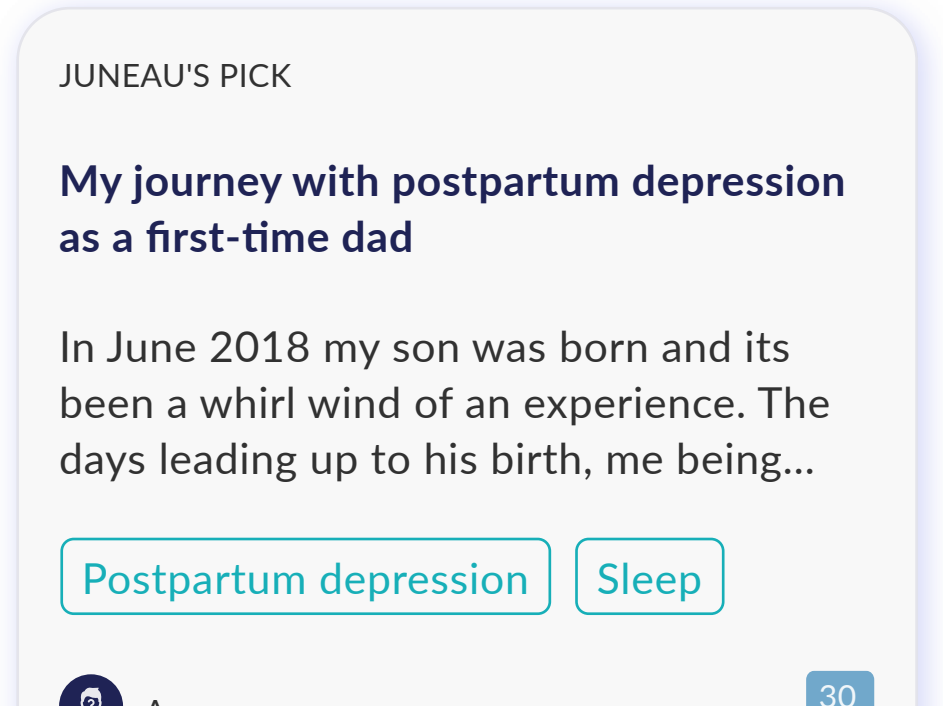 JUNEAU'S PICK
My journey with postpartum depression
as a first-time dad
In June 2018 my son was born and its
been a whirl wind of an experience. The
days leading up to his birth, me being...
Postpartum depression Sleep
30